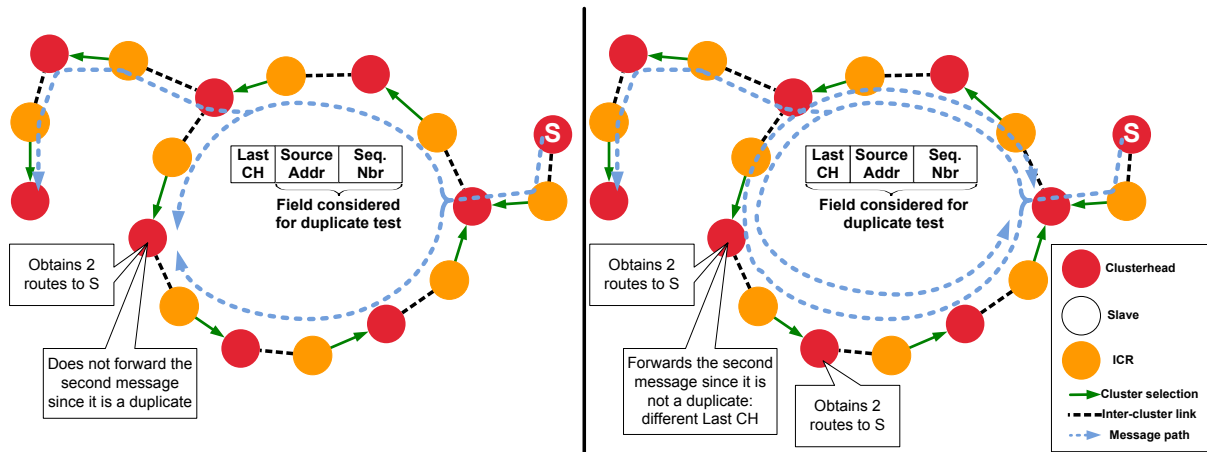 S
Last Source Seq.
CH Addr Nbr
Field considered
for duplicate test
Obtains 2
routes to S
Does not forward the
second message
since it is a duplicate
S
Last Source Seq.
CH Addr Nbr
Field considered for
duplicate test
Obtains 2
routes to S
Forwards the second
message since it is
not a duplicate:
different Last CH
Obtains 2
routes to S
Clusterhead
Slave
ICR
Cluster selection
Inter-cluster link
Message path